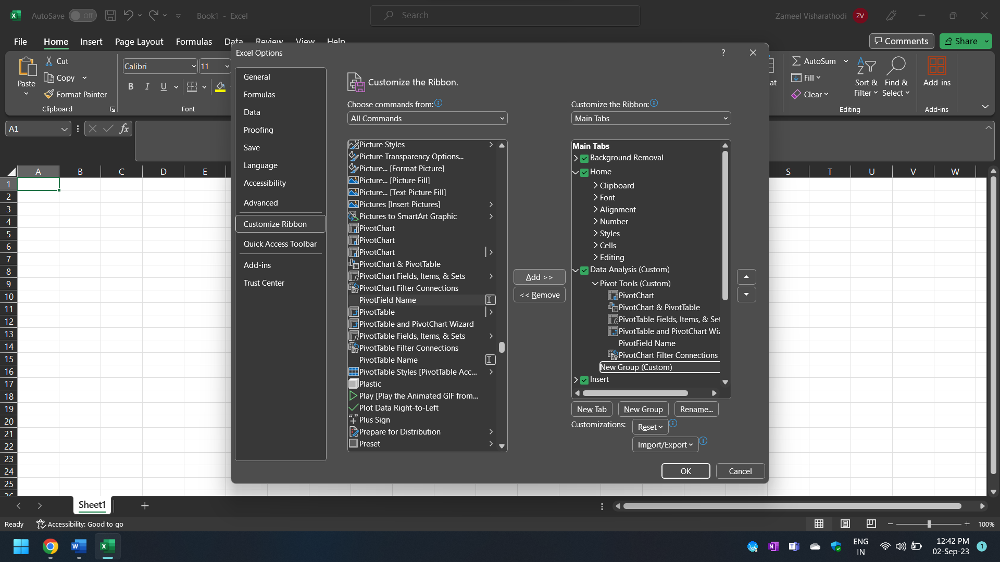 AutoSave Off
Book1 - Excel
Search
Zameel Visharathodi ZV
File Home Insert Page Layout Formulas Data Review View Help
Comments Share
Paste
Cut
Copy
Format Painter
Clipboard
Calibri 11
B I U
Font
AutoSum
Fill
Clear
Sort & Filter
Find & Select
Editing
Add-ins
Add-ins
A1
fx
A B C D E S T U V W
1
2
3
4
5
6
7
8
9
10
11
12
13
14
15
16
17
18
19
20
21
22
23
24
25
Excel Options ?
General
Formulas
Data
Proofing
Save
Language
Accessibility
Advanced
Customize Ribbon
Quick Access Toolbar
Add-ins
Trust Center
Customize the Ribbon.
Choose commands from:
All Commands
Picture Styles
Picture Transparency Options...
Picture... [Format Picture]
Picture... [Picture Fill]
Picture... [Text Picture Fill]
Pictures [Insert Pictures]
Pictures to SmartArt Graphic
PivotChart
PivotChart
PivotChart
PivotChart & PivotTable
PivotChart Fields, Items, & Sets
PivotChart Filter Connections
PivotField Name
PivotTable
PivotTable and PivotChart Wizard
PivotTable Fields, Items, & Sets
PivotTable Filter Connections
PivotTable Name
PivotTable Styles [PivotTable Acc...
Plastic
Play [Play the Animated GIF from...
Plot Data Right-to-Left
Plus Sign
Prepare for Distribution
Preset
Add >>
<< Remove
Customize the Ribbon:
Main Tabs
Main Tabs
Background Removal
Home
Clipboard
Font
Alignment
Number
Styles
Cells
Editing
Data Analysis (Custom)
Pivot Tools (Custom)
PivotChart
PivotChart & PivotTable
PivotTable Fields, Items, & Set
PivotTable and PivotChart Wiz
PivotField Name
PivotChart Filter Connections
New Group (Custom)
Insert
New Tab New Group Rename...
Customizations: Reset
Import/Export
OK Cancel
Sheet1
Ready Accessibility: Good to go
100%
ENG
IN
12:42 PM
02-Sep-23
1